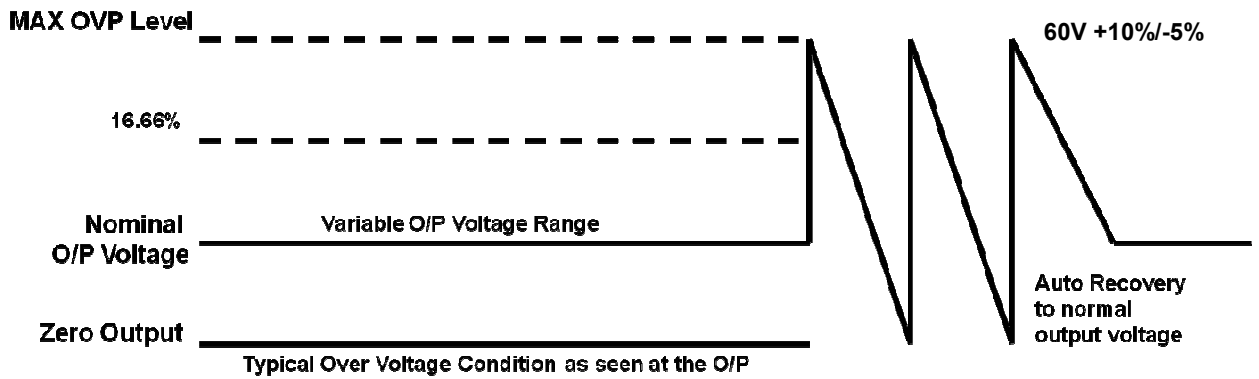 MAX OVP Level
60V +10%/-5%
16.66%
Nominal
O/P Voltage
Variable O/P Voltage Range
Auto Recovery
to normal
output voltage
Zero Output
Typical Over Voltage Condition as seen at the O/P